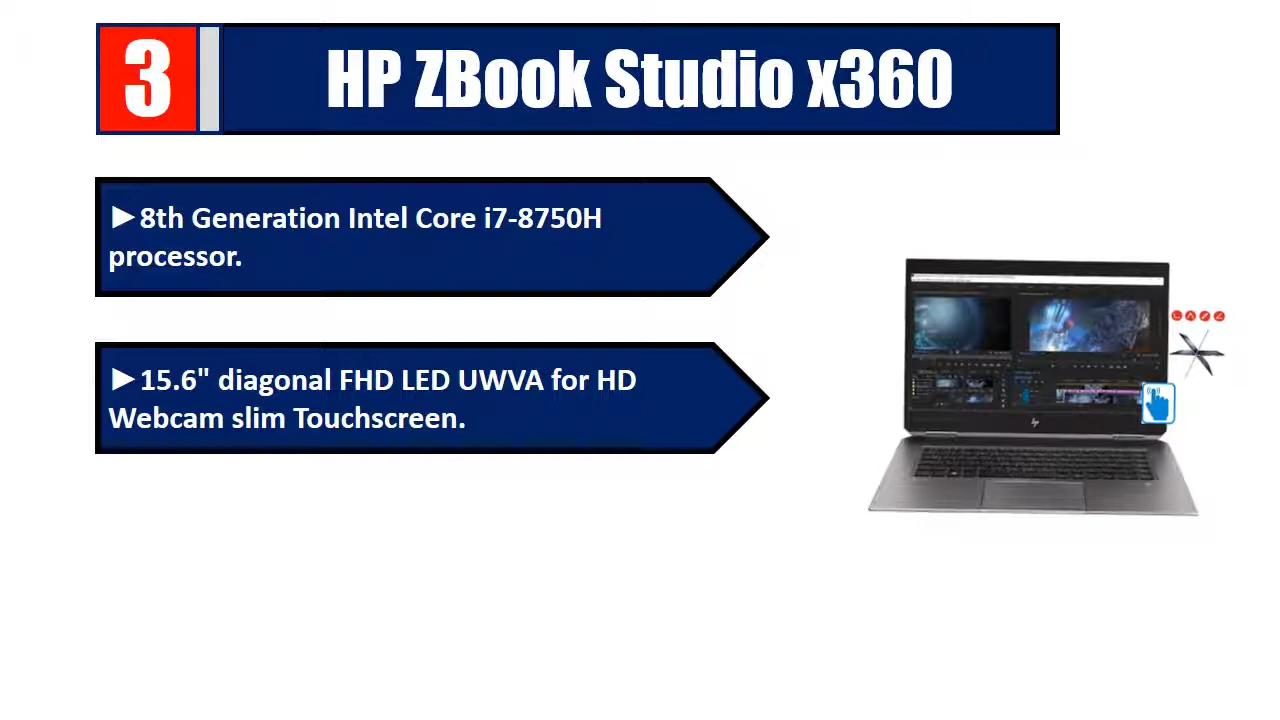 3
HP ZBook Studio x360
►8th Generation Intel Core i7-8750H
processor.
►15.6" diagonal FHD LED UWVA for HD
Webcam slim Touchscreen.
hp